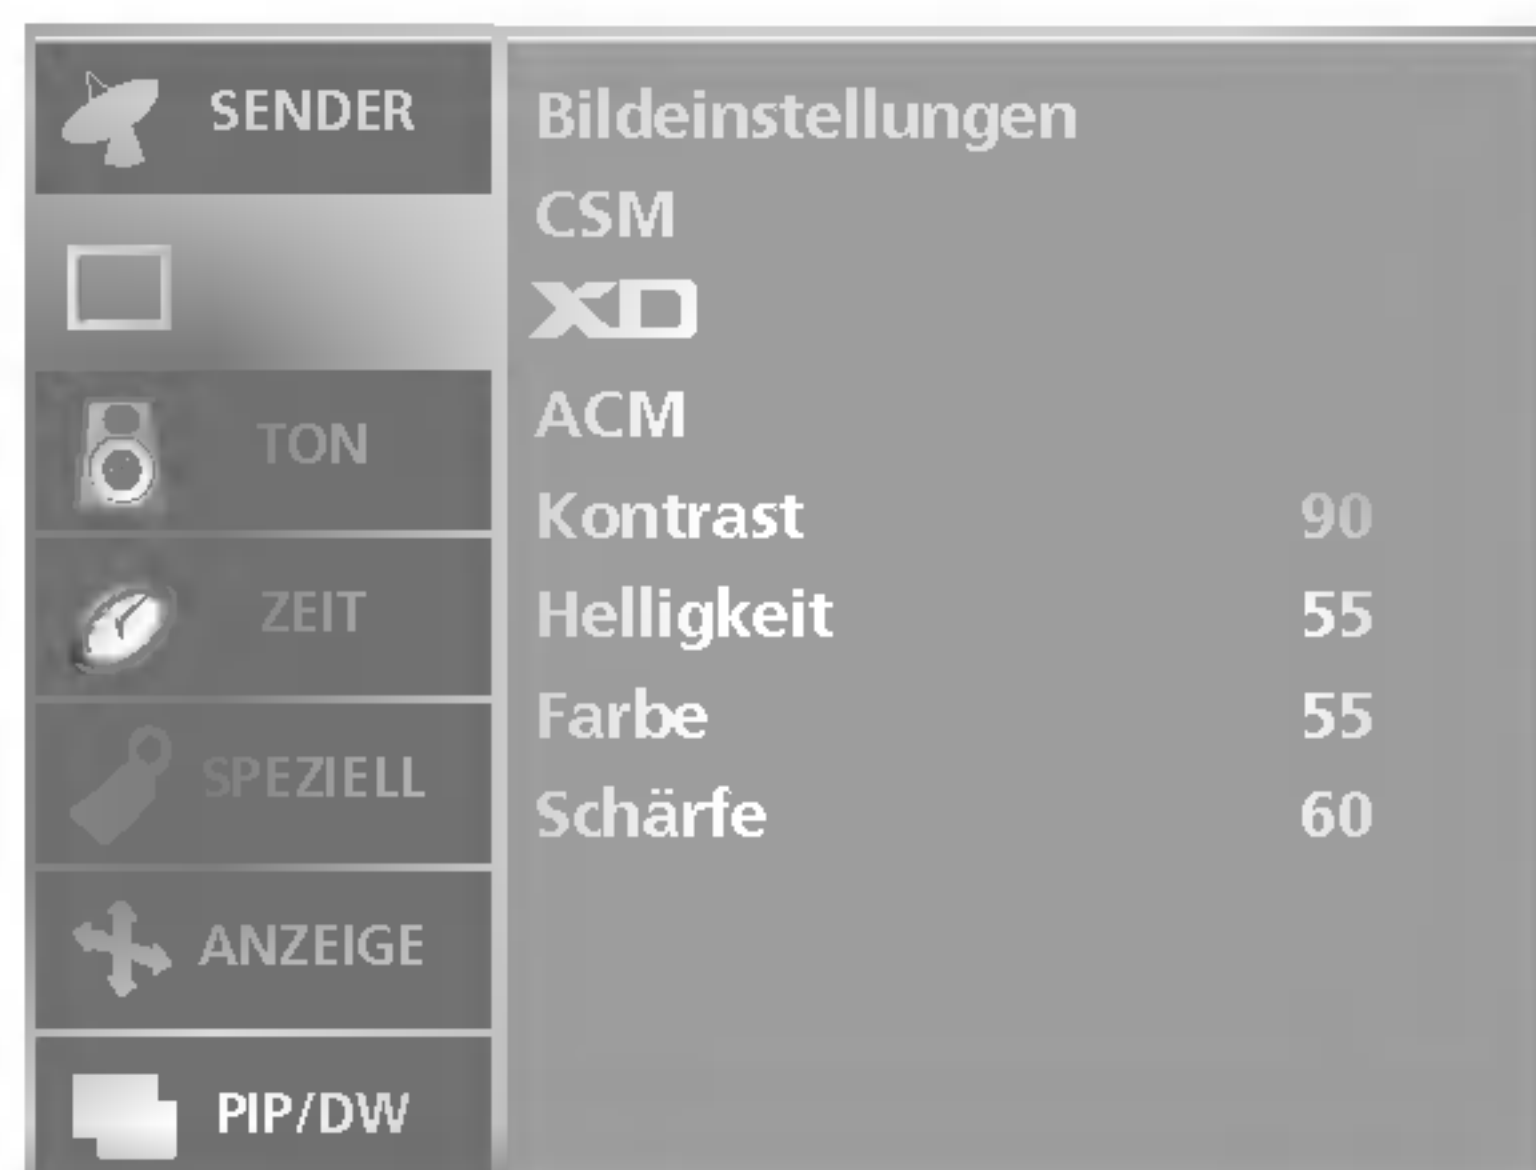 SENDER
TON
ZEIT
SPEZIELL
ANZEIGE
PIP/DW
Bildeinstellungen
CSM
XD
ACM
Kontrast 90
Helligkeit 55
Farbe 55
Schärfe 60